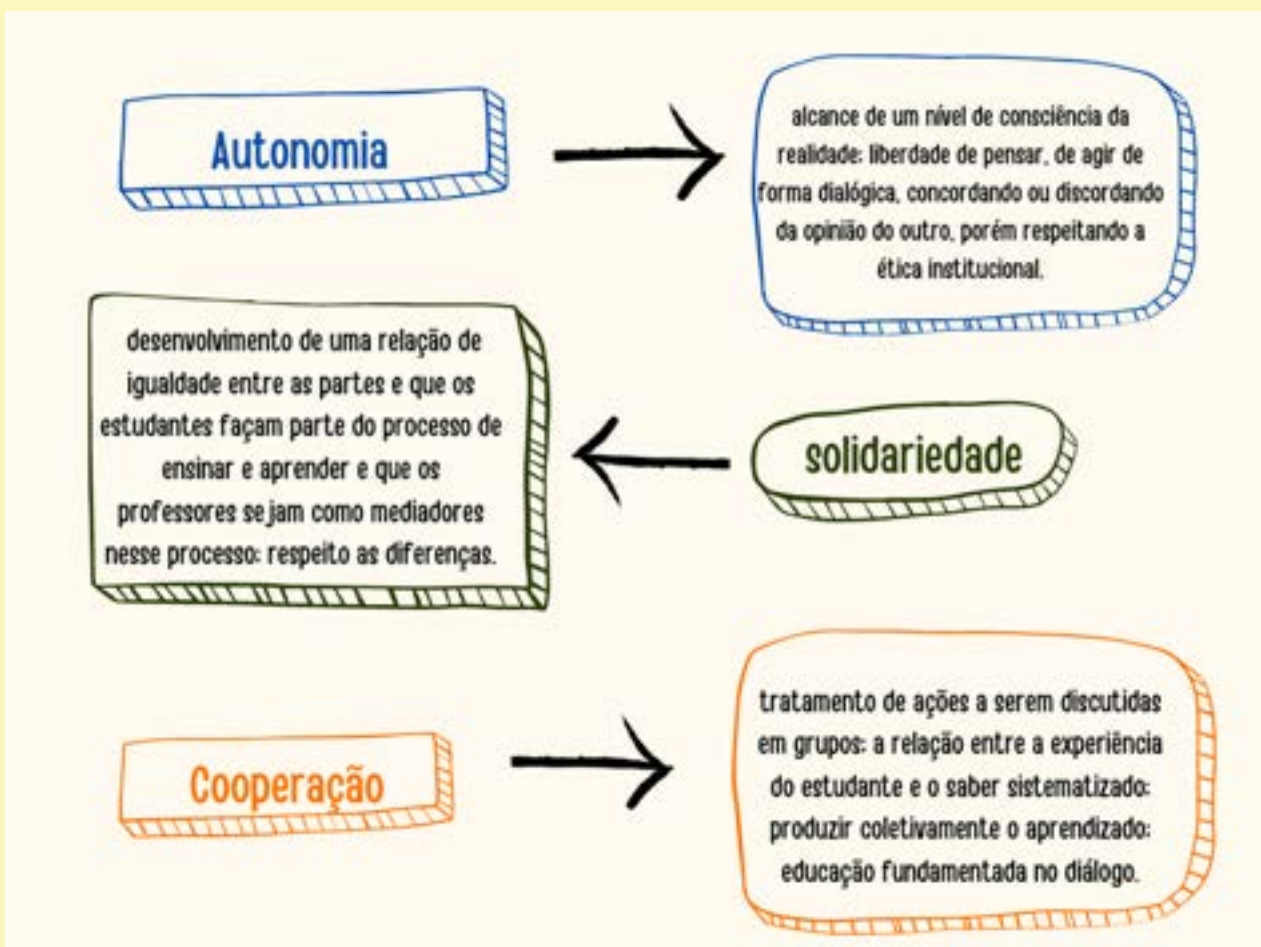 Autonomia
alcance de um nível de consciência da
realidade; liberdade de pensar, de agir de
forma dialógica, concordando ou discordando
da opinião do outro, porém respeitando a
ética institucional.
desenvolvimento de uma relação de
igualdade entre as partes e que os
estudantes façam parte do processo de
ensinar e aprender e que os
professores sejam como mediadores
nesse processo; respeito as diferenças.
solidariedade
Cooperação
tratamento de ações a serem discutidas
em grupos; a relação entre a experiência
do estudante e o saber sistematizado;
produzir coletivamente o aprendizado;
educação fundamentada no diálogo.